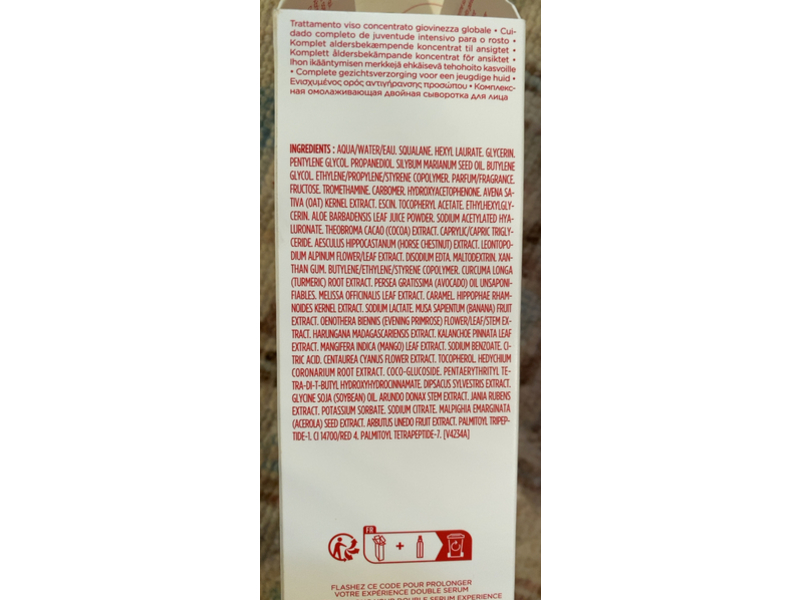 Trattamento viso concentrato giovinezza globale • Cui-
dado completo de juventude intensivo para o rosto •
Komplet aldersbekæmpende koncentrat til ansigtet •
Komplett åldersbekämpande koncentrat för ansiktet •
Ihon ikääntymisen merkkejä ehkäisevä tehohoito kasvoille
• Complete gezichtsverzorging voor een jeugdige huid •
Ενισχυμένος ορός αντιγήρανσης προσώπου • Комплекс-
ная омолаживающая двойная сыворотка для лица
INGREDIENTS : AQUA/WATER/EAU. SQUALANE. HEXYL LAURATE. GLYCERIN.
PENTYLENE GLYCOL. PROPANEDIOL. SILYBUM MARIANUM SEED OIL. BUTYLENE
GLYCOL. ETHYLENE/PROPYLENE/STYRENE COPOLYMER. PARFUM/FRAGRANCE.
FRUCTOSE. TROMETHAMINE. CARBOMER. HYDROXYACETOPHENONE. AVENA SA-
TIVA (OAT) KERNEL EXTRACT. ESCIN. TOCOPHERYL ACETATE. ETHYLHEXYLGLY-
CERIN. ALOE BARBADENSIS LEAF JUICE POWDER. SODIUM ACETYLATED HYA-
LURONATE. THEOBROMA CACAO (COCOA) EXTRACT. CAPRYLIC/CAPRIC TRIGLY-
CERIDE. AESCULUS HIPPOCASTANUM (HORSE CHESTNUT) EXTRACT. LEONTOPO-
DIUM ALPINUM FLOWER/LEAF EXTRACT. DISODIUM EDTA. MALTODEXTRIN. XAN-
THAN GUM. BUTYLENE/ETHYLENE/STYRENE COPOLYMER. CURCUMA LONGA
(TURMERIC) ROOT EXTRACT. PERSEA GRATISSIMA (AVOCADO) OIL UNSAPONI-
FIABLES. MELISSA OFFICINALIS LEAF EXTRACT. CARAMEL. HIPPOPHAE RHAM-
NOIDES KERNEL EXTRACT. SODIUM LACTATE. MUSA SAPIENTUM (BANANA) FRUIT
EXTRACT. OENOTHERA BIENNIS (EVENING PRIMROSE) FLOWER/LEAF/STEM EX-
TRACT. HARUNGANA MADAGASCARIENSIS EXTRACT. KALANCHOE PINNATA LEAF
EXTRACT. MANGIFERA INDICA (MANGO) LEAF EXTRACT. SODIUM BENZOATE. CI-
TRIC ACID. CENTAUREA CYANUS FLOWER EXTRACT. TOCOPHEROL. HEDYCHIUM
CORONARIUM ROOT EXTRACT. COCO-GLUCOSIDE. PENTAERYTHRITYL TE-
TRA-DI-T-BUTYL HYDROXYHYDROCINNAMATE. DIPSACUS SYLVESTRIS EXTRACT.
GLYCINE SOJA (SOYBEAN) OIL. ARUNDO DONAX STEM EXTRACT. JANIA RUBENS
EXTRACT. POTASSIUM SORBATE. SODIUM CITRATE. MALPIGHIA EMARGINATA
(ACEROLA) SEED EXTRACT. ARBUTUS UNEDO FRUIT EXTRACT. PALMITOYL TRIPEP-
TIDE-1. CI 14700/RED 4. PALMITOYL TETRAPEPTIDE-7. [V4234A]
FR
+
FLASHEZ CE CODE POUR PROLONGER
VOTRE EXPÉRIENCE DOUBLE SERUM
YOUR DOUBLE SERUM EXPERIENCE